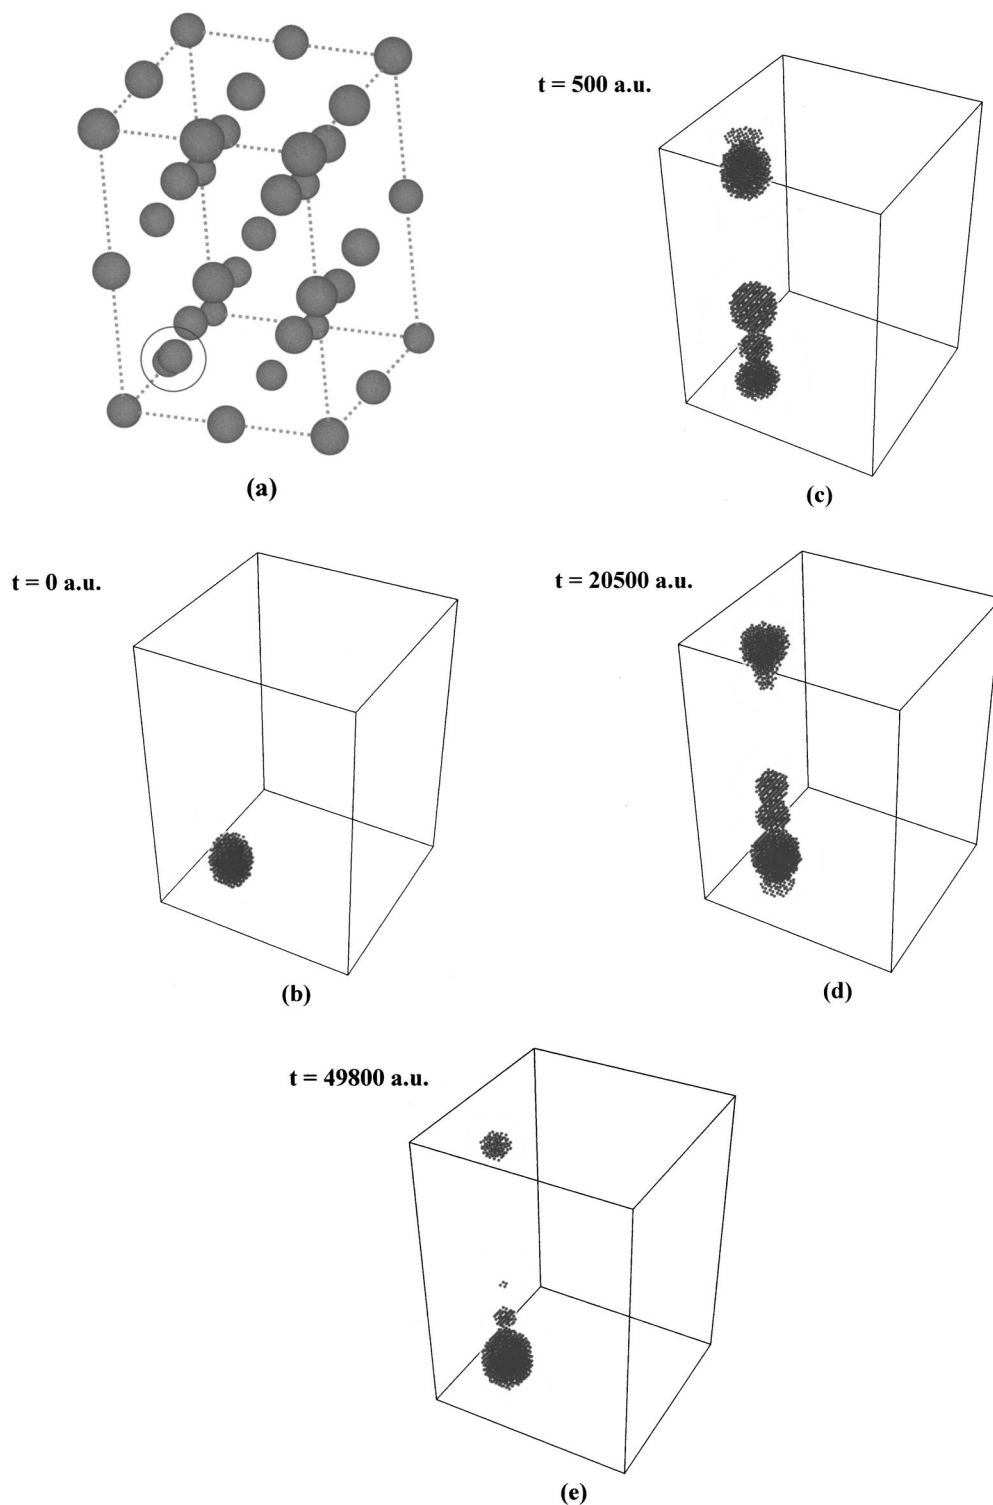 t = 500 a.u.
(a)
(c)
t = 0 a.u.
t = 20500 a.u.
(b)
(d)
t = 49800 a.u.
(e)